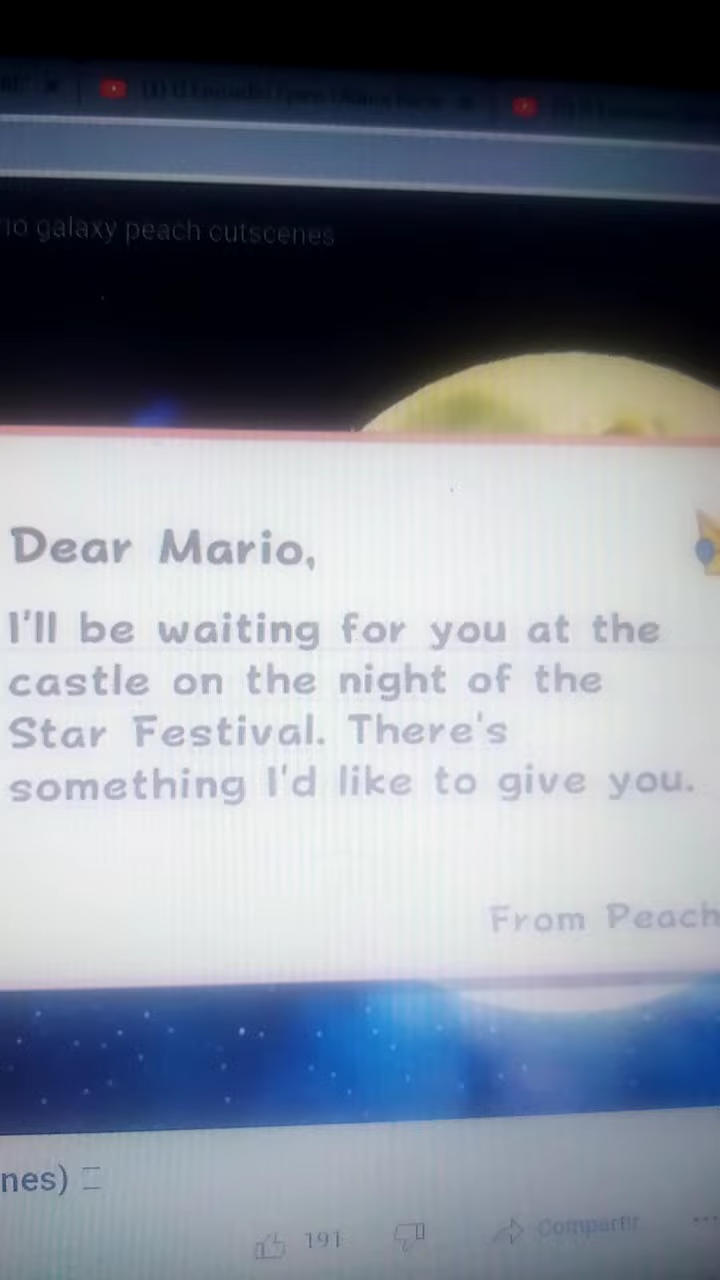 io galaxy peach cutscenes
Dear Mario,
I'll be waiting for you at the
castle on the night of the
Star Festival. There's
something I'd like to give you.
From Peach
nes)
191
Compartir